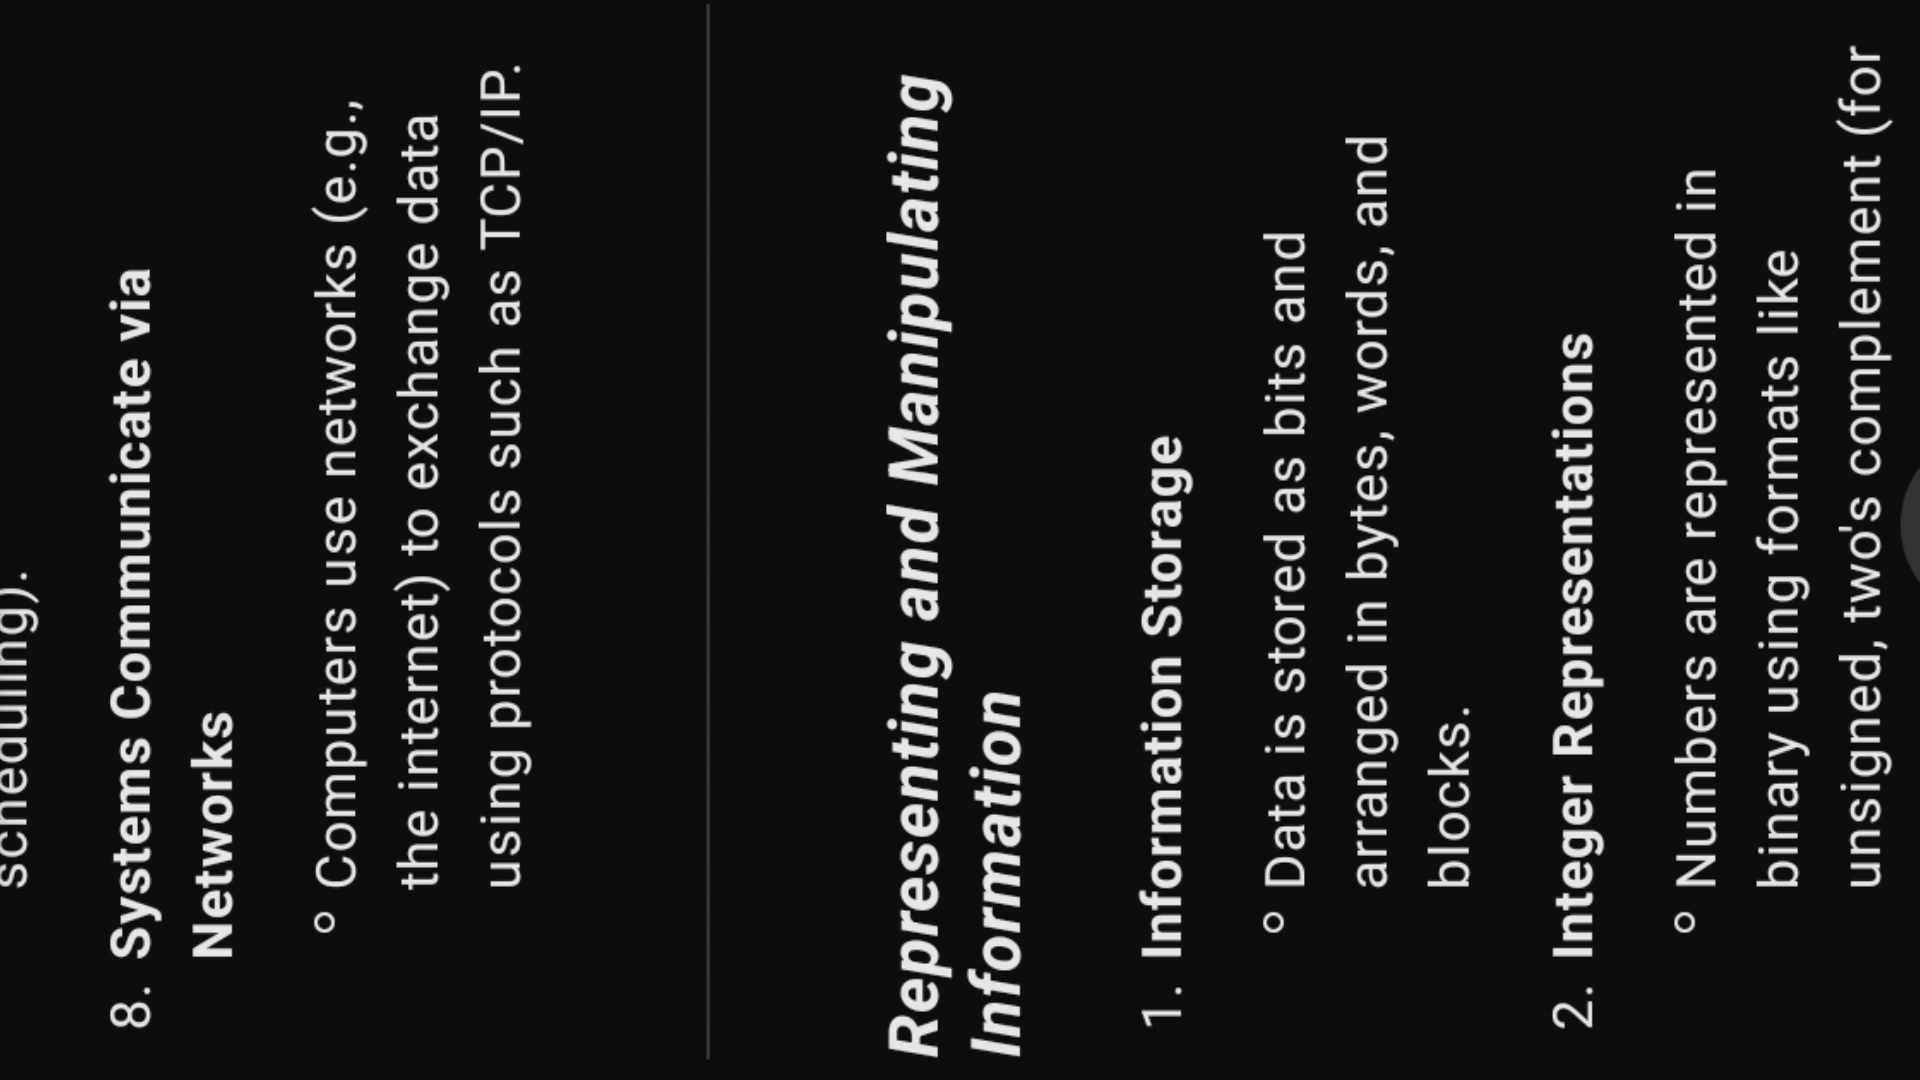 scheduling).
8. Systems Communicate via
Networks
Computers use networks (e.g.,
the internet) to exchange data
using protocols such as TCP/IP.
Representing and Manipulating
Information
1. Information Storage
Data is stored as bits and
arranged in bytes, words, and
blocks.
2. Integer Representations
Numbers are represented in
binary using formats like
unsigned, two's complement (for